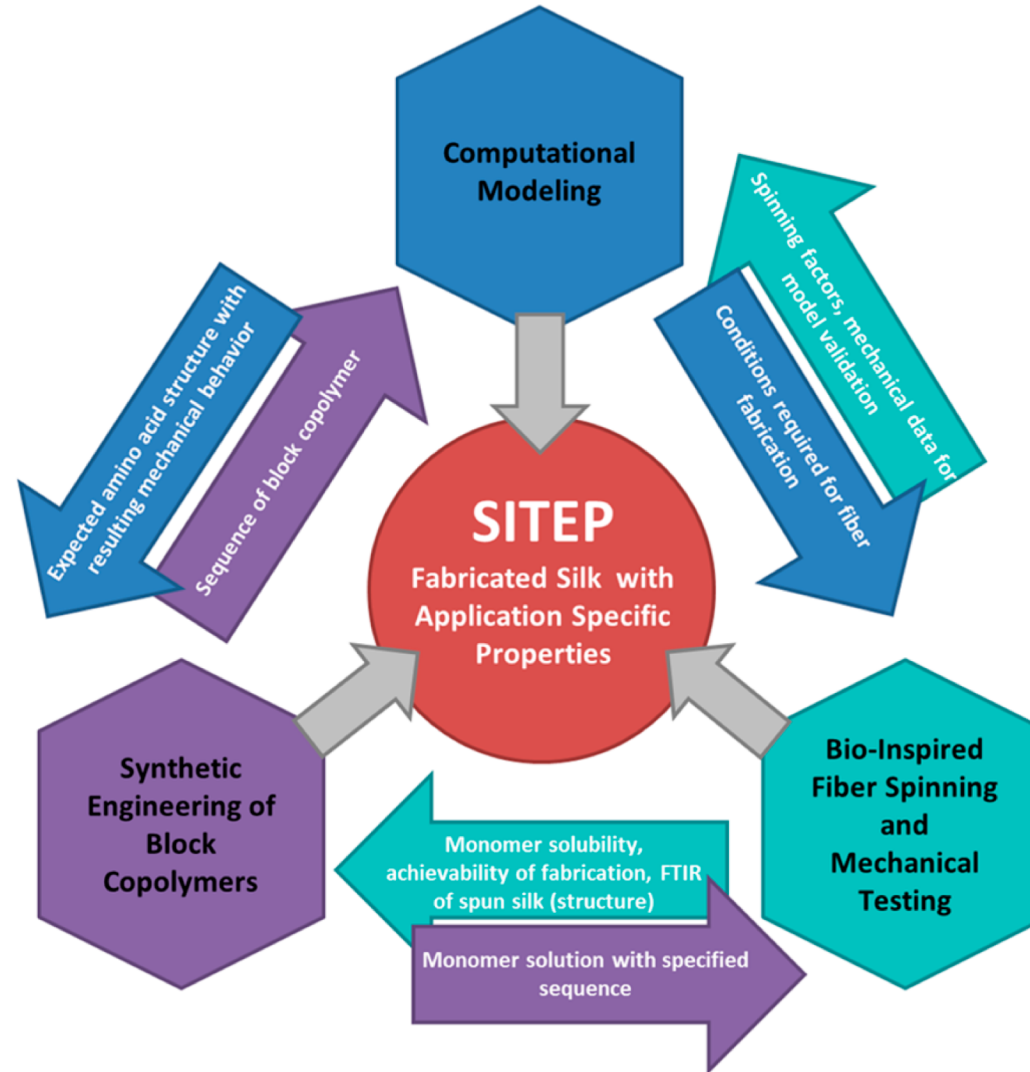 Computational
Modeling
Expected amino acid structure with
resulting mechanical behavior
Sequence of block copolymer
Spinning factors, mechanical data for
model validation
Conditions required for fiber
fabrication
SITEP
Fabricated Silk with
Application Specific
Properties
Synthetic
Engineering of
Block
Copolymers
Bio-Inspired
Fiber Spinning
and
Mechanical
Testing
Monomer solubility,
achievability of fabrication, FTIR
of spun silk (structure)
Monomer solution with specified
sequence